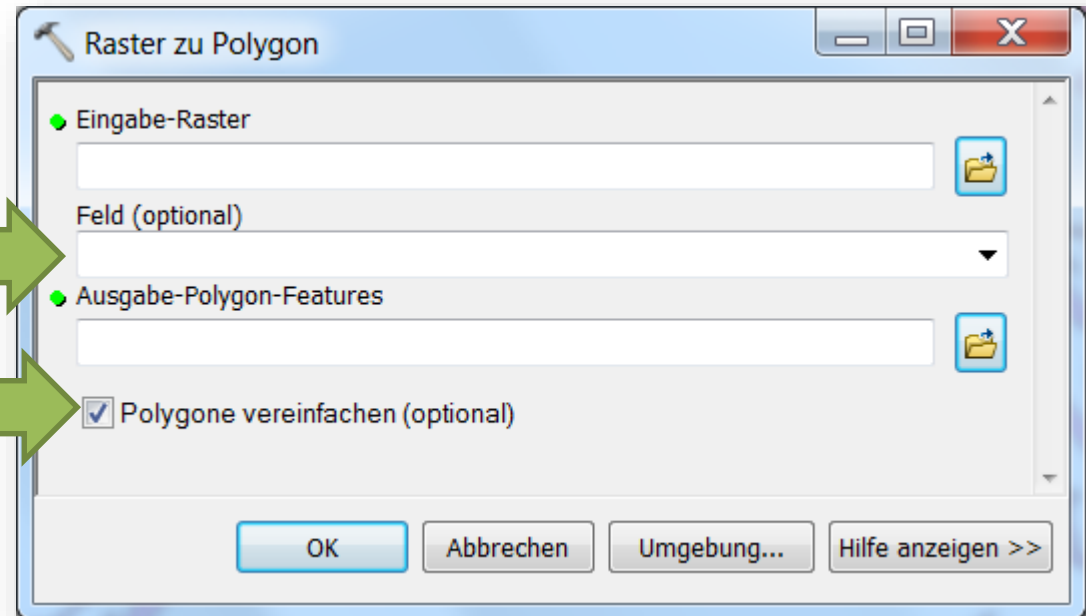 Raster zu Polygon
Eingabe-Raster
Feld (optional)
Ausgabe-Polygon-Features
Polygone vereinfachen (optional)
OK Abbrechen Umgebung... Hilfe anzeigen >>